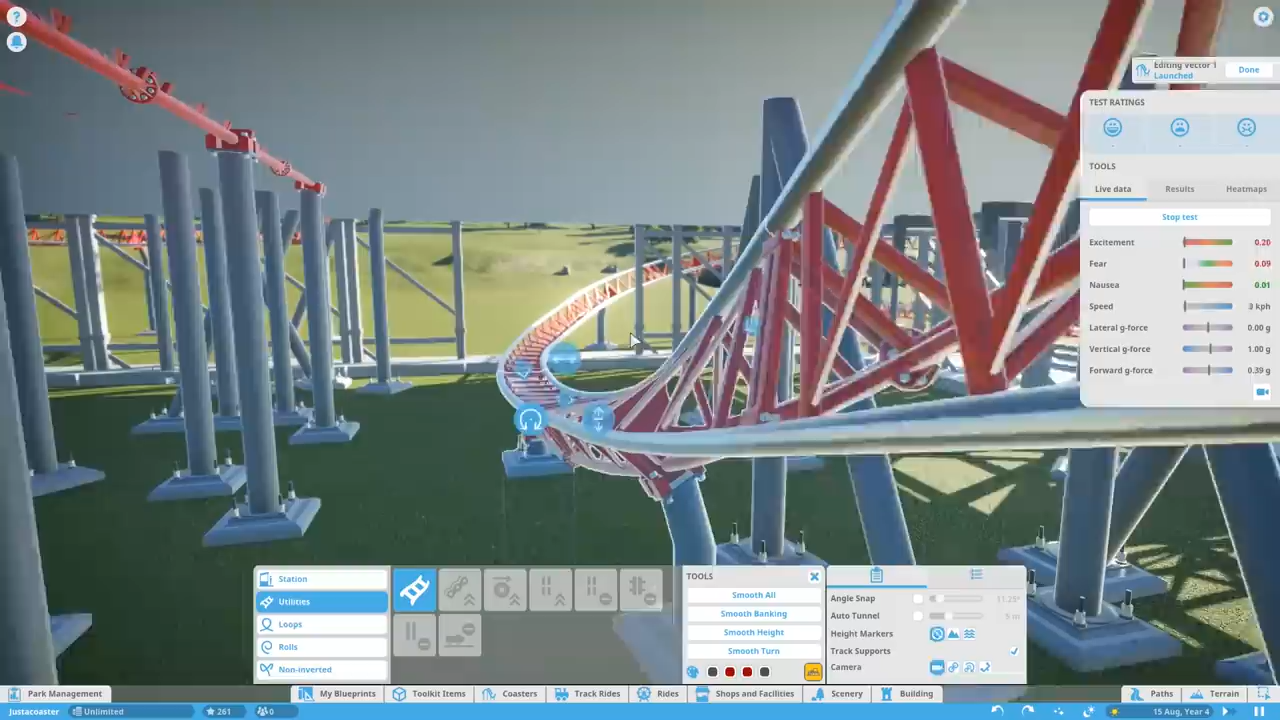 Editing Vector 1
Launched
Done
TEST RATINGS
TOOLS
Live data
Results
Heatmaps
Stop test
Excitement 0.20
Fear 0.09
Nausea 0.01
Speed 3 kph
Lateral g-force 0.00 g
Vertical g-force 1.00 g
Forward g-force 0.39 g
Station
Utilities
Loops
Rolls
Non-inverted
TOOLS
Smooth All
Smooth Banking
Smooth Height
Smooth Turn
Angle Snap 11.25°
Auto Tunnel 5 m
Height Markers
Track Supports
Camera
Park Management
My Blueprints
Toolkit Items
Coasters
Track Rides
Rides
Shops and Facilities
Scenery
Building
Paths
Terrain
Justacoaster
Unlimited
261
0
15 Aug, Year 4